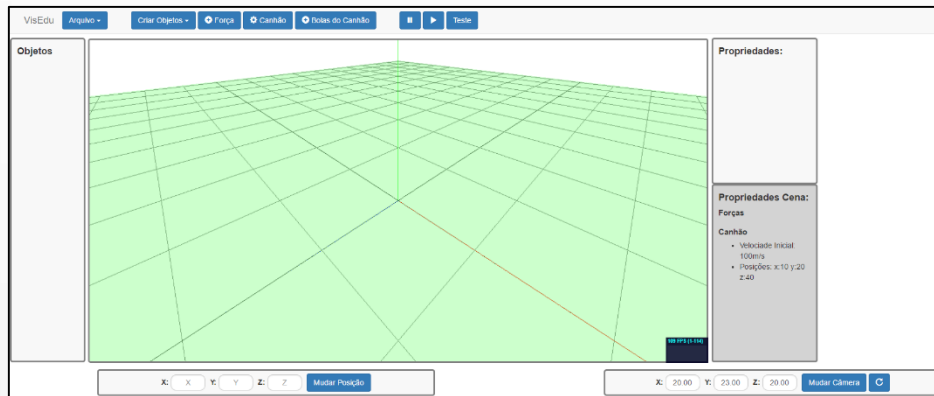 VisEdu Arquivo Criar Objetos Força Canhão Bolas do Canhão Teste
Objetos
Propriedades:
Propriedades Cena:
Forças
Canhão
Velociade Inicial:
100m/s
Posições: x:10 y:20
z:40
X: X Y: Y Z: Z Mudar Posição
X: 20.00 Y: 23.00 Z: 20.00 Mudar Câmera